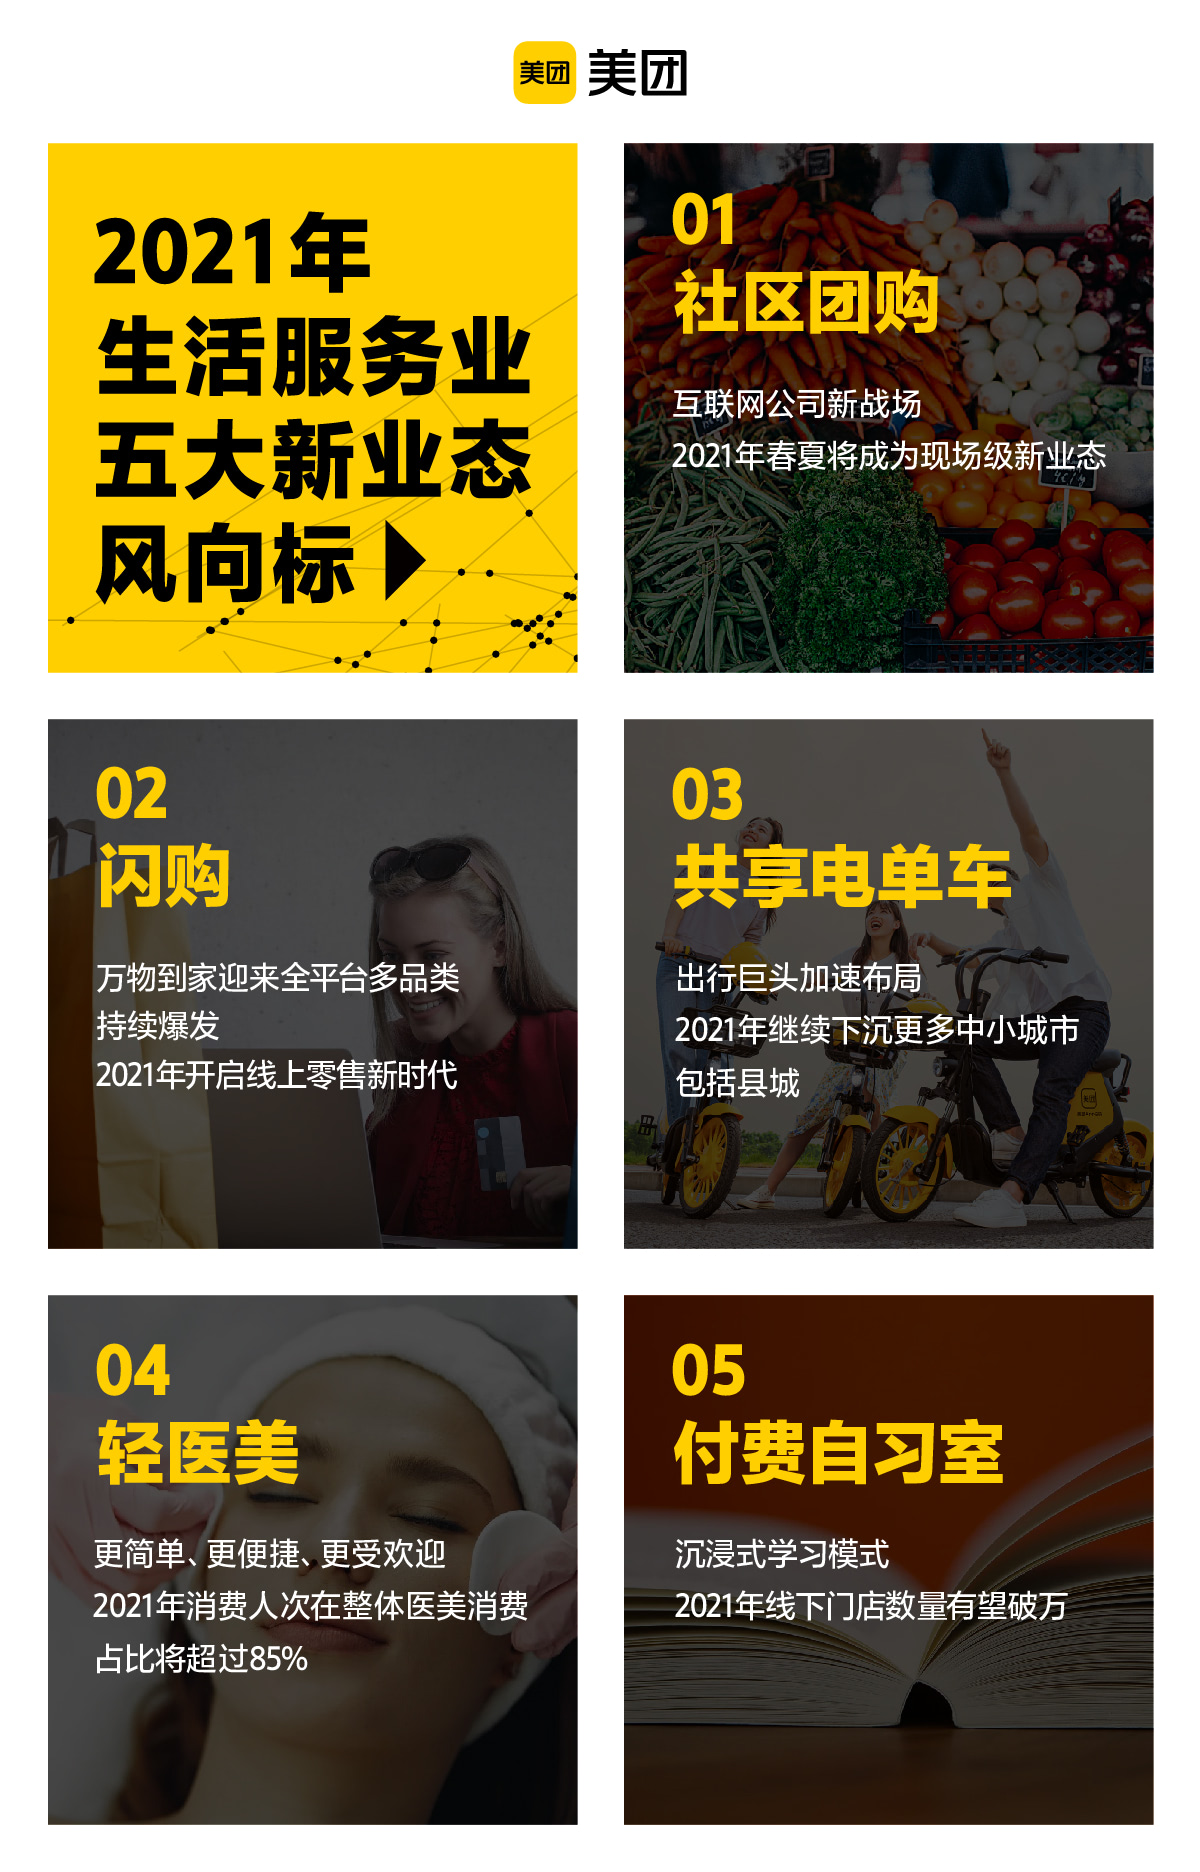 美团 美团
2021年
生活服务业
五大新业态
风向标
01
社区团购
互联网公司新战场
2021年春夏将成为现场级新业态
02
闪购
万物到家迎来全平台多品类
持续爆发
2021年开启线上零售新时代
03
共享电单车
出行巨头加速布局
2021年继续下沉更多中小城市
包括县城
美团
04
轻医美
更简单、更便捷、更受欢迎
2021年消费人次在整体医美消费
占比将超过85%
05
付费自习室
沉浸式学习模式
2021年线下门店数量有望破万